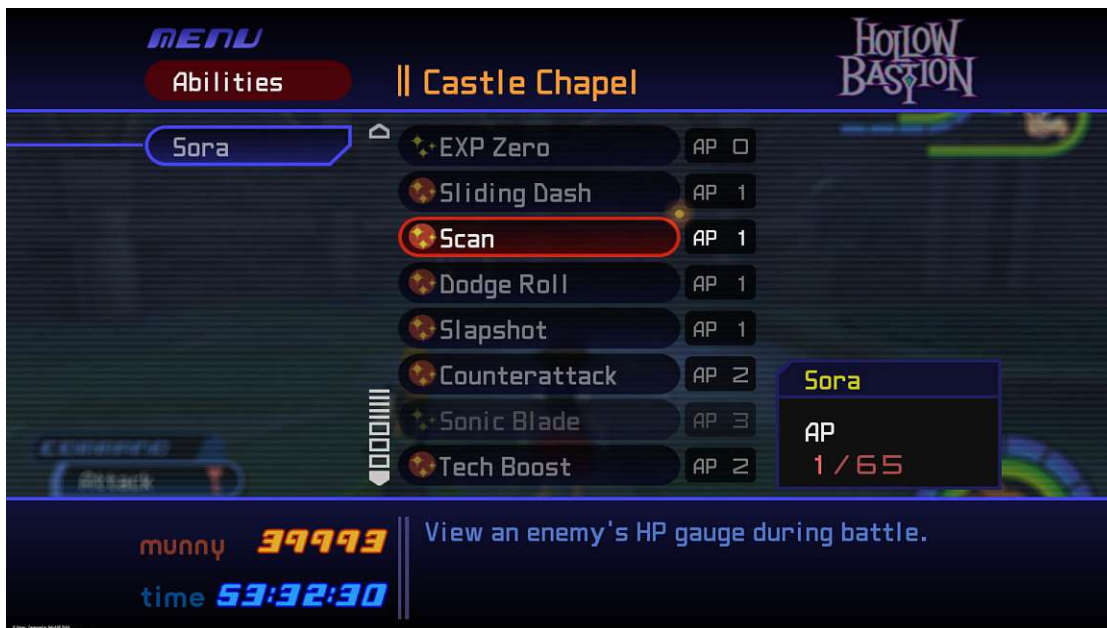 MENU
Abilities
Castle Chapel
HOLLOW
BASTION
Sora
EXP Zero AP 0
Sliding Dash AP 1
Scan AP 1
Dodge Roll AP 1
Slapshot AP 1
Counterattack AP 2
Sonic Blade AP 3
Tech Boost AP 2
Sora
AP
1/65
COMMAND
Attack
munny 39993
time 53:32:30
View an enemy's HP gauge during battle.